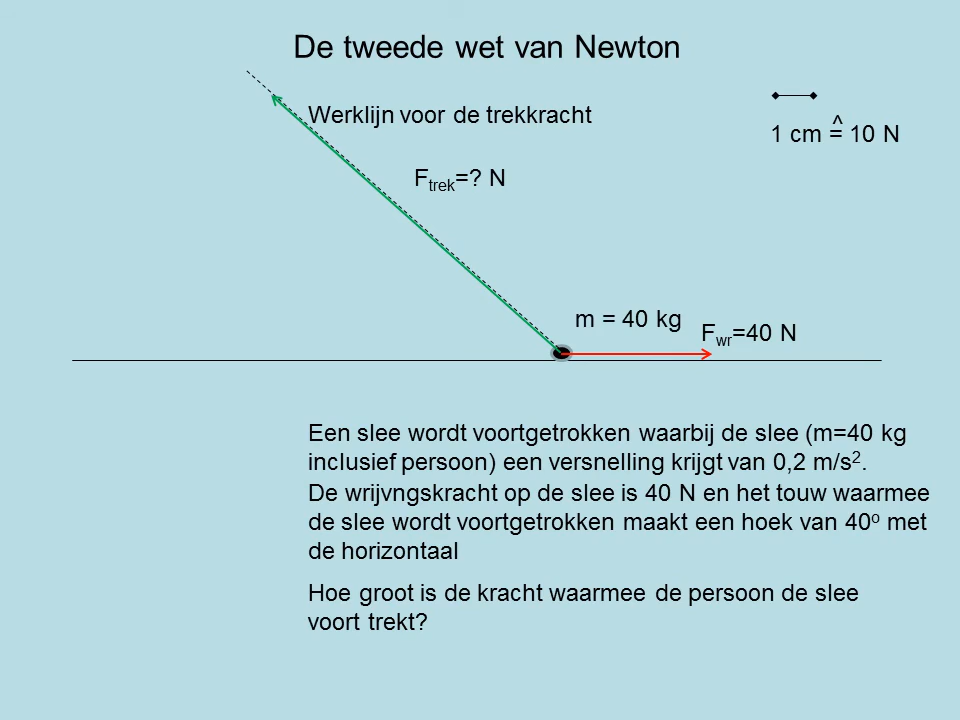 De tweede wet van Newton
Werklijn voor de trekkracht
^
1 cm = 10 N
Ftrek=? N
m = 40 kg
Fwr=40 N
Een slee wordt voortgetrokken waarbij de slee (m=40 kg
inclusief persoon) een versnelling krijgt van 0,2 m/s².
De wrijvngskracht op de slee is 40 N en het touw waarmee
de slee wordt voortgetrokken maakt een hoek van 40º met
de horizontaal
Hoe groot is de kracht waarmee de persoon de slee
voort trekt?